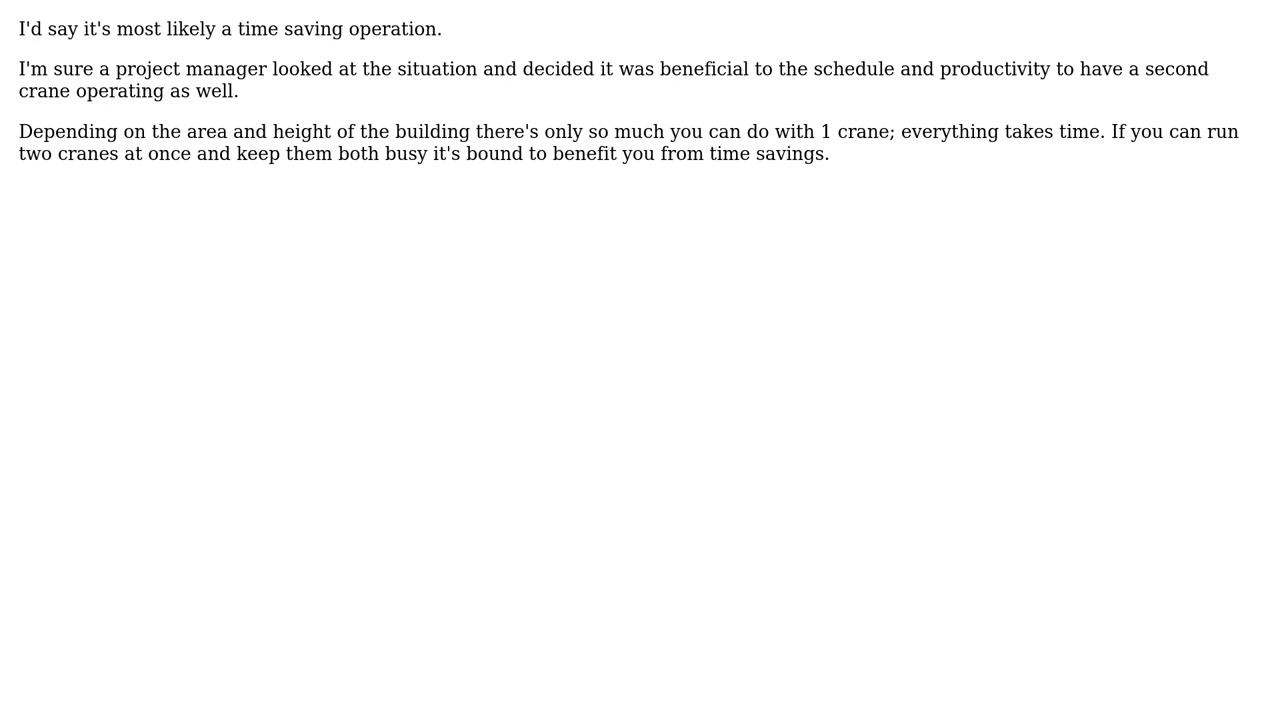 I'd say it's most likely a time saving operation.
I'm sure a project manager looked at the situation and decided it was beneficial to the schedule and productivity to have a second
crane operating as well.
Depending on the area and height of the building there's only so much you can do with 1 crane; everything takes time. If you can run
two cranes at once and keep them both busy it's bound to benefit you from time savings.